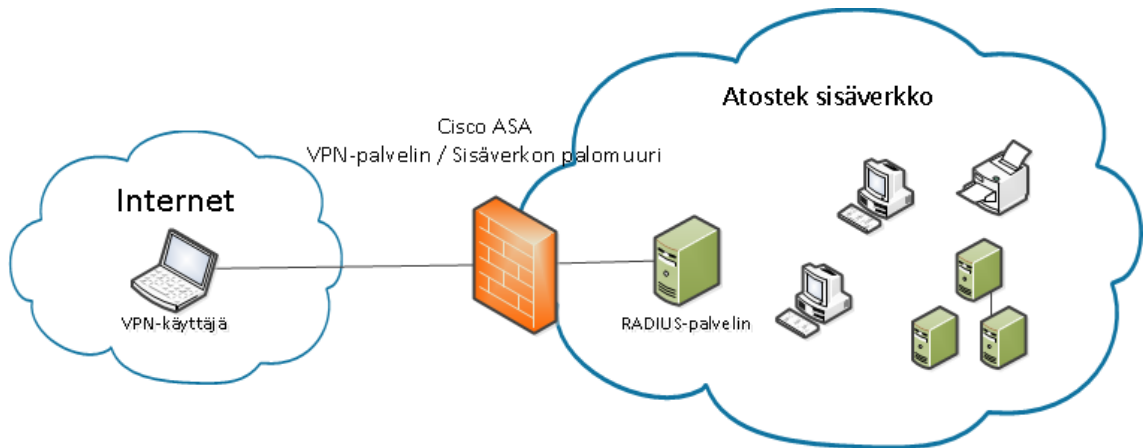 Atostek sisäverkko
Cisco ASA
VPN-palvelin / Sisäverkon palomuuri
Internet
VPN-käyttäjä
RADIUS-palvelin